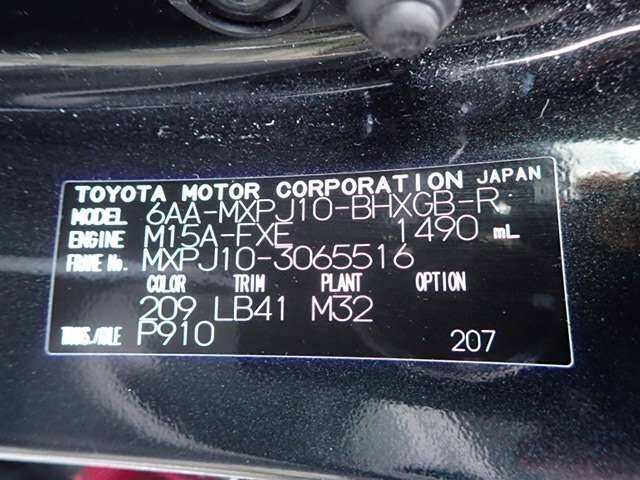 TOYOTA MOTOR CORPORATION JAPAN
MODEL 6AA-MXPJ10-BHXGB-R
ENGINE M15A-FXE 1490 mL
FRAME No. MXPJ10-3065516
COLOR TRIM PLANT OPTION
209 LB41 M32
TRANS./AXLE P910 207